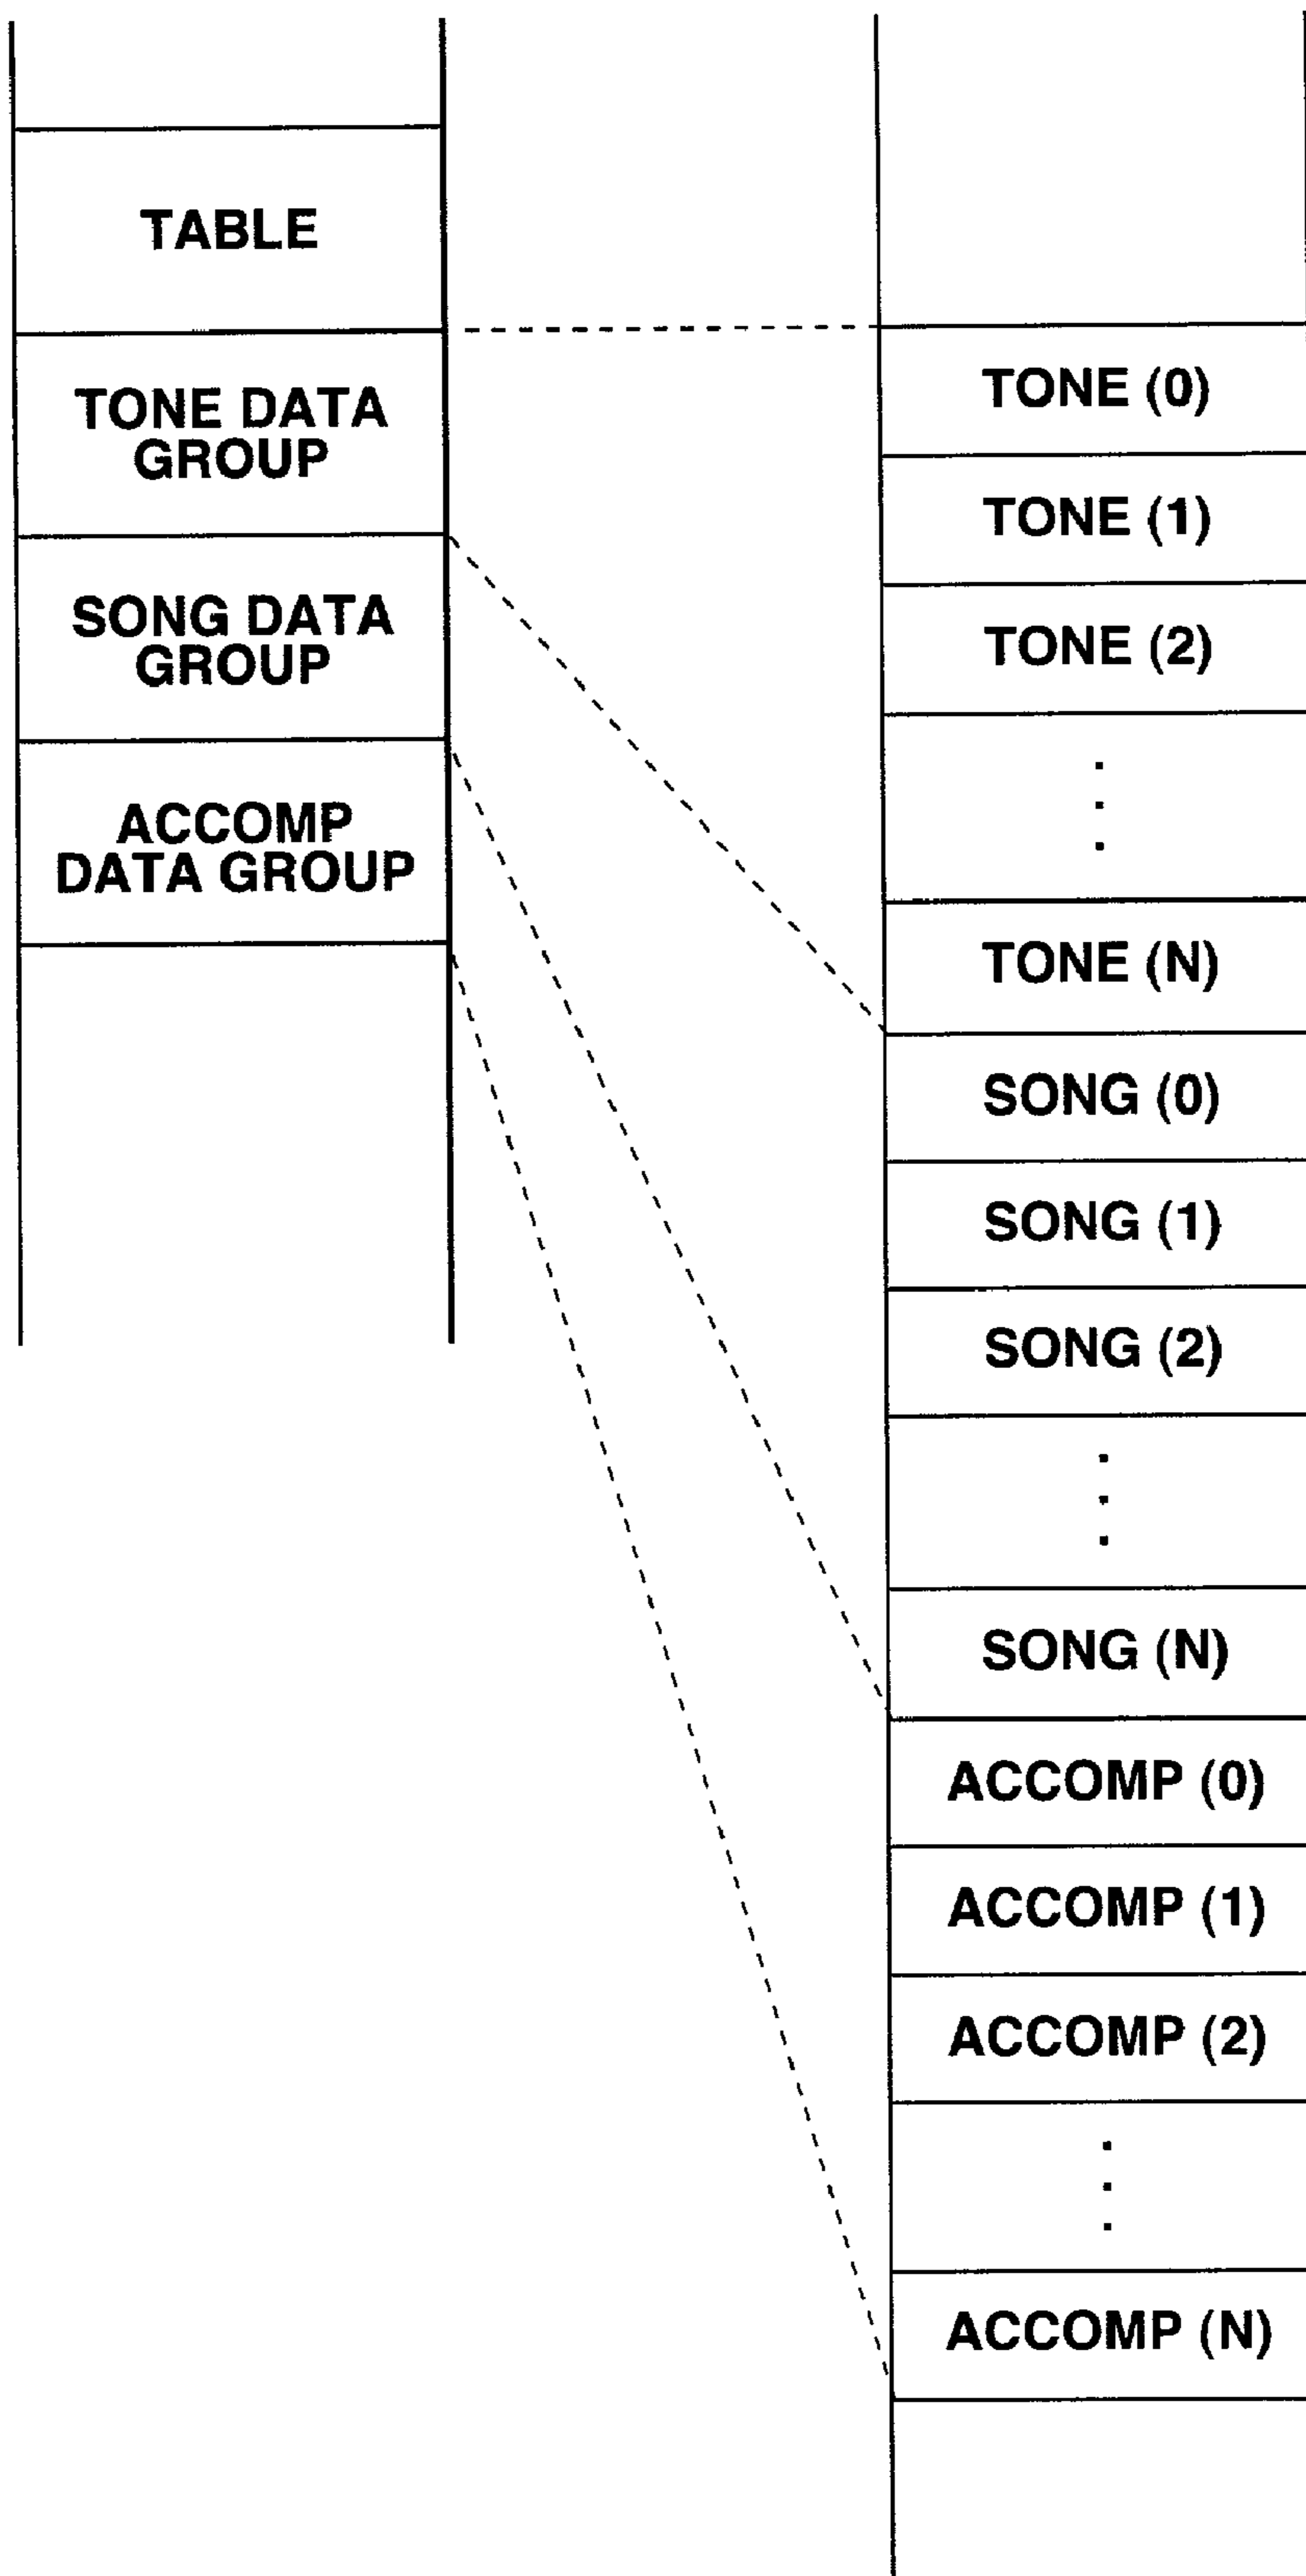 TABLE
TONE DATA
GROUP
SONG DATA
GROUP
ACCOMP
DATA GROUP
TONE (0)
TONE (1)
TONE (2)
TONE (N)
SONG (0)
SONG (1)
SONG (2)
SONG (N)
ACCOMP (0)
ACCOMP (1)
ACCOMP (2)
ACCOMP (N)